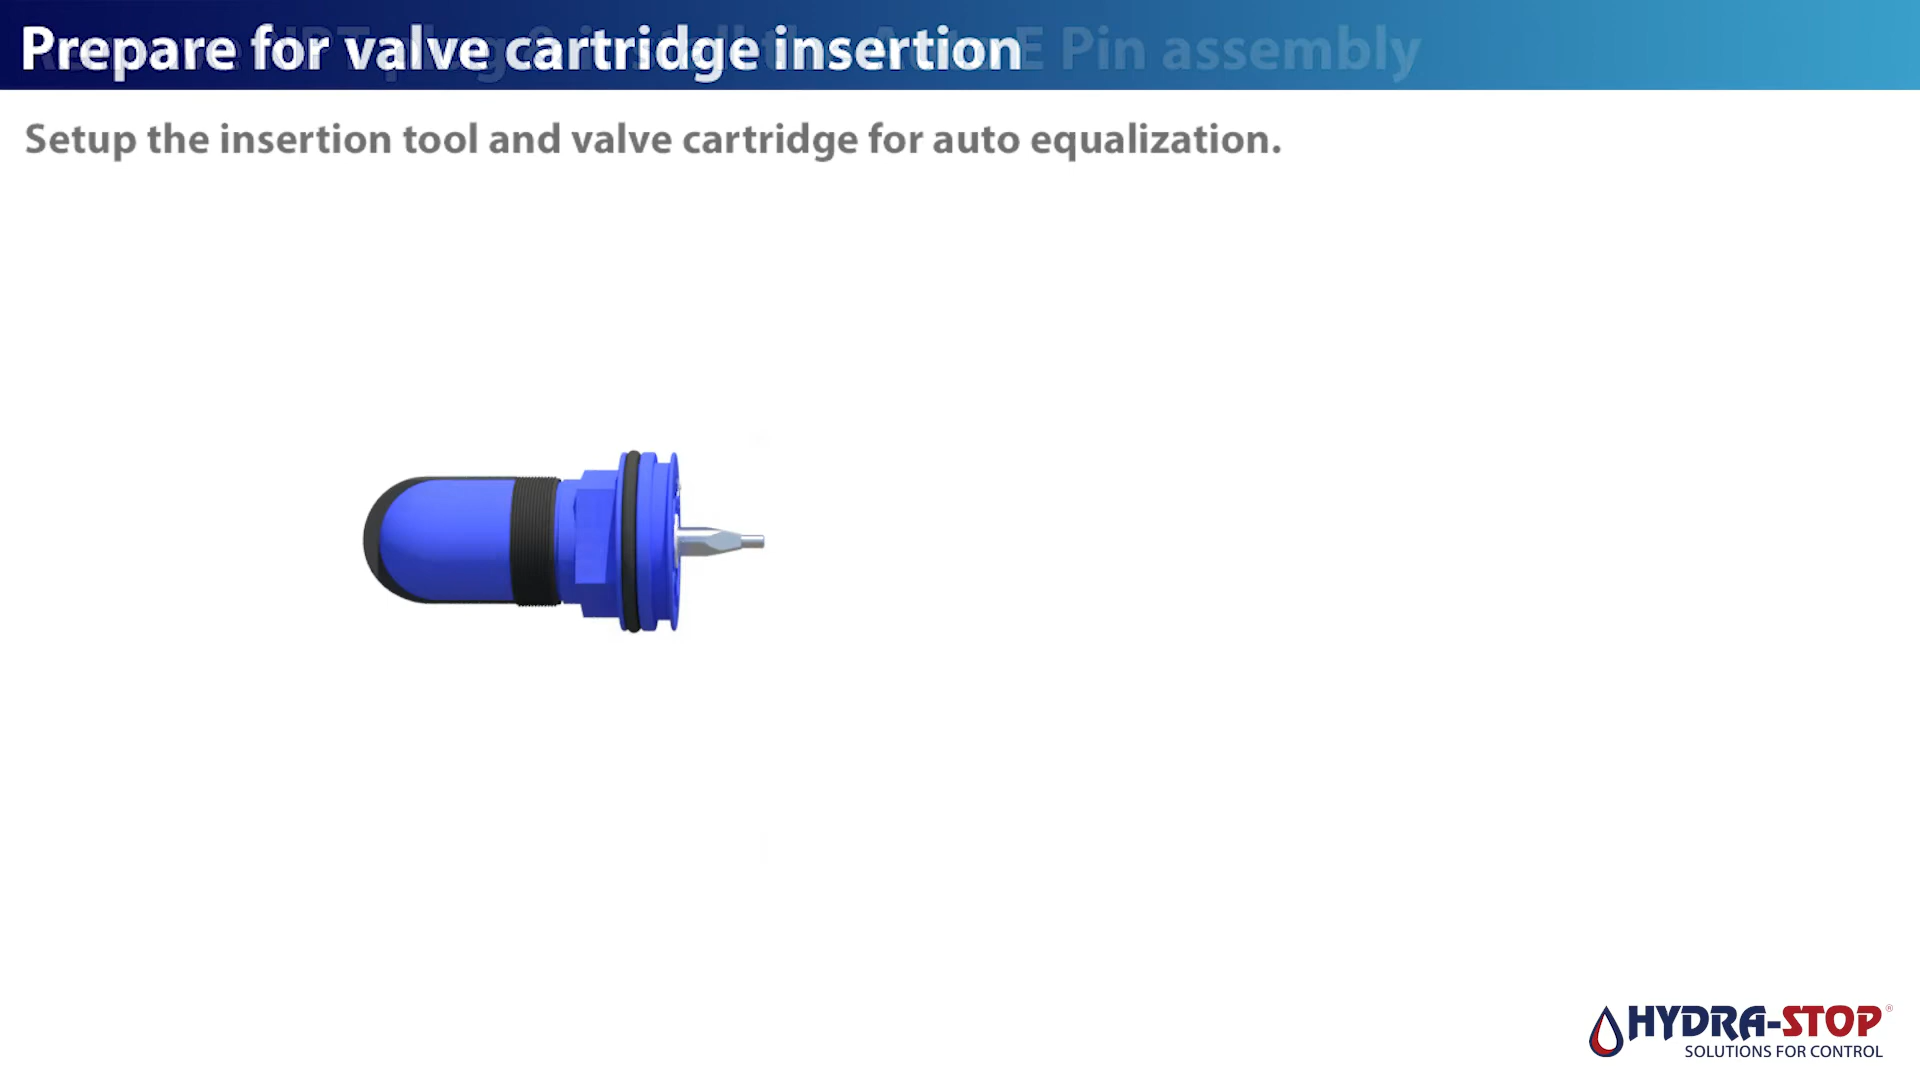 Prepare for valve cartridge insertion
Pin assembly
Setup the insertion tool and valve cartridge for auto equalization.
HYDRA-STOP®
SOLUTIONS FOR CONTROL